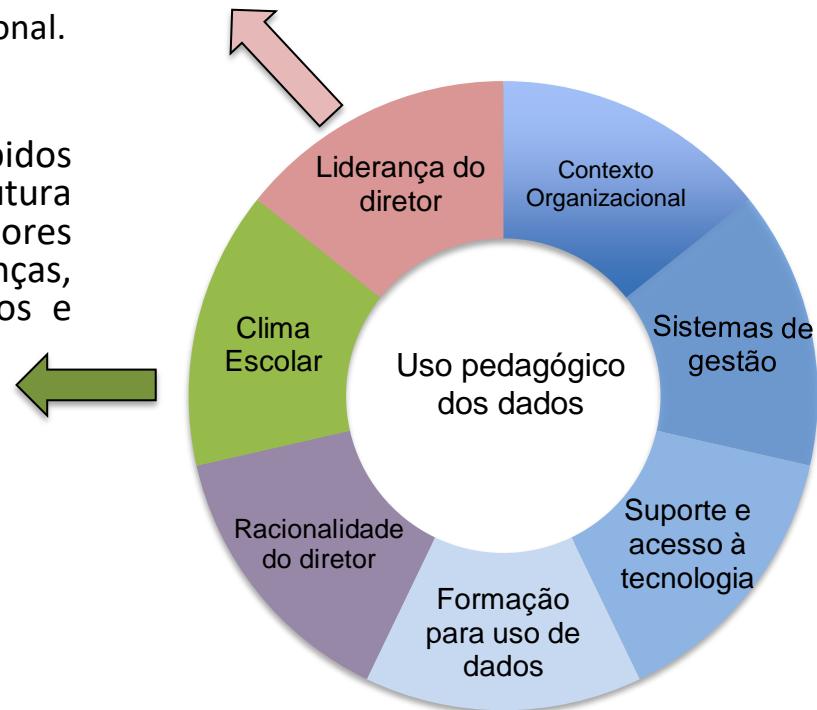 onal.
bidos
utura
ores
nças,
os e
Liderança do
diretor
Contexto
Organizacional
Sistemas de
gestão
Suporte e
acesso à
tecnologia
Formação
para uso de
dados
Racionalidade
do diretor
Clima
Escolar
Uso pedagógico
dos dados